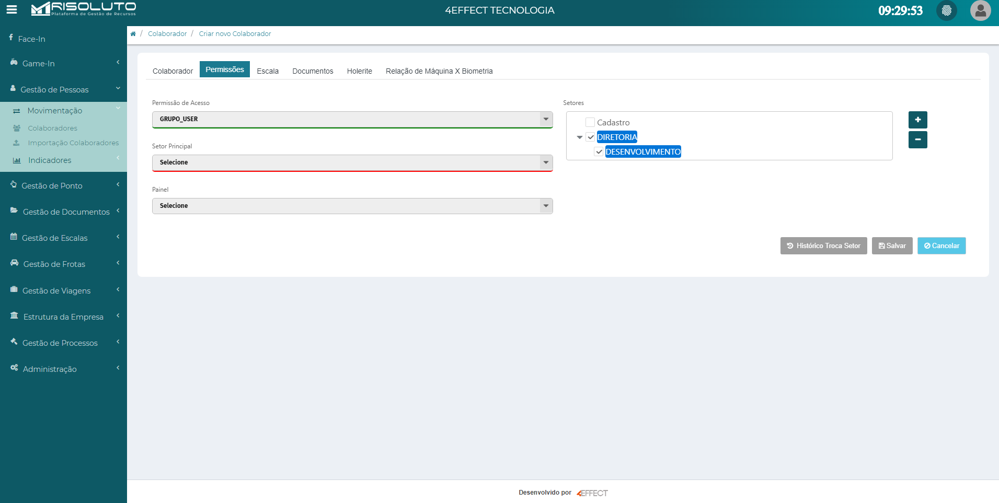 RISOLUTO
Plataforma de Gestão de Recursos
4EFFECT TECNOLOGIA
09:29:53
Face-In
Game-In
Gestão de Pessoas
Movimentação
Colaboradores
Importação Colaboradores
Indicadores
Gestão de Ponto
Gestão de Documentos
Gestão de Escalas
Gestão de Frotas
Gestão de Viagens
Estrutura da Empresa
Gestão de Processos
Administração
/ Colaborador / Criar novo Colaborador
Colaborador Permissões Escala Documentos Holerite Relação de Máquina X Biometria
Permissão de Acesso
GRUPO_USER
Setor Principal
Selecione
Painel
Selecione
Setores
Cadastro
DIRETORIA
DESENVOLVIMENTO
Histórico Troca Setor Salvar Cancelar
Desenvolvido por 4EFFECT